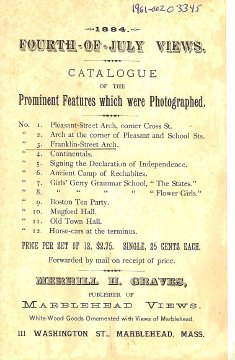 1961-6620 3345
1884.
FOURTH-OF-JULY VIEWS.
CATALOGUE
OF THE
Prominent Features which were Photographed.
No. 1. Pleasant-Street Arch, corner Cross St.
" 2. Arch at the corner of Pleasant and School Sts.
" 3. Franklin-Street Arch.
" 4. Continentals.
" 5. Signing the Declaration of Independence.
" 6. Ancient Camp of Rechabites.
" 7. Girls' Gerry Grammar School, "The States."
" 8. " " " " "Flower Girls."
" 9. Boston Tea Party.
" 10. Mugford Hall.
" 11. Old Town Hall.
" 12. Horse-cars at the terminus.
PRICE PER SET OF 12, $2.75. SINGLE, 25 CENTS EACH.
Forwarded by mail on receipt of price.
MERRILL H. GRAVES,
PUBLISHER OF
MARBLEHEAD VIEWS.
White-Wood Goods Ornamented with Views of Marblehead.
111 WASHINGTON ST., MARBLEHEAD, MASS.